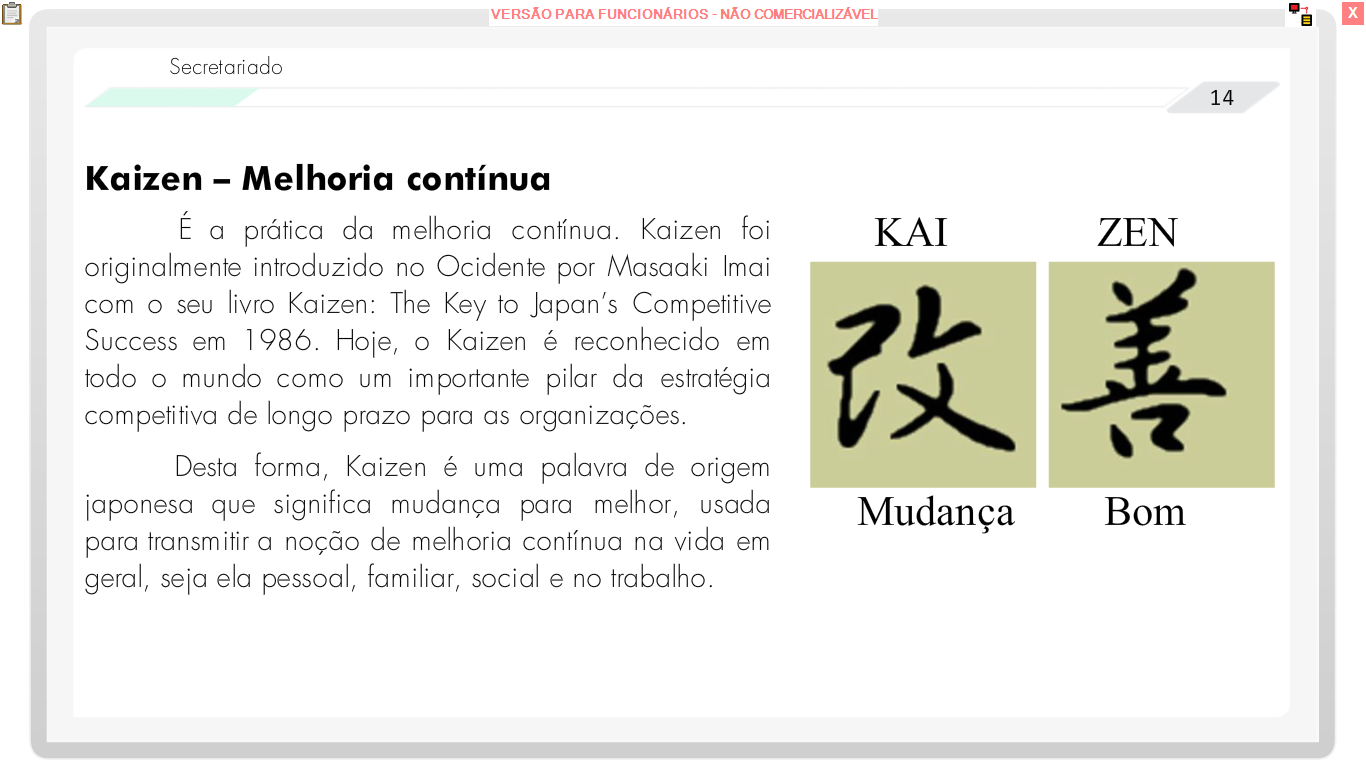 VERSÃO PARA FUNCIONÁRIOS - NÃO COMERCIALIZÁVEL
X
Secretariado
14
Kaizen – Melhoria contínua
É a prática da melhoria contínua. Kaizen foi
originalmente introduzido no Ocidente por Masaaki Imai
com o seu livro Kaizen: The Key to Japan’s Competitive
Success em 1986. Hoje, o Kaizen é reconhecido em
todo o mundo como um importante pilar da estratégia
competitiva de longo prazo para as organizações.
Desta forma, Kaizen é uma palavra de origem
japonesa que significa mudança para melhor, usada
para transmitir a noção de melhoria contínua na vida em
geral, seja ela pessoal, familiar, social e no trabalho.
KAI ZEN
改 善
Mudança Bom